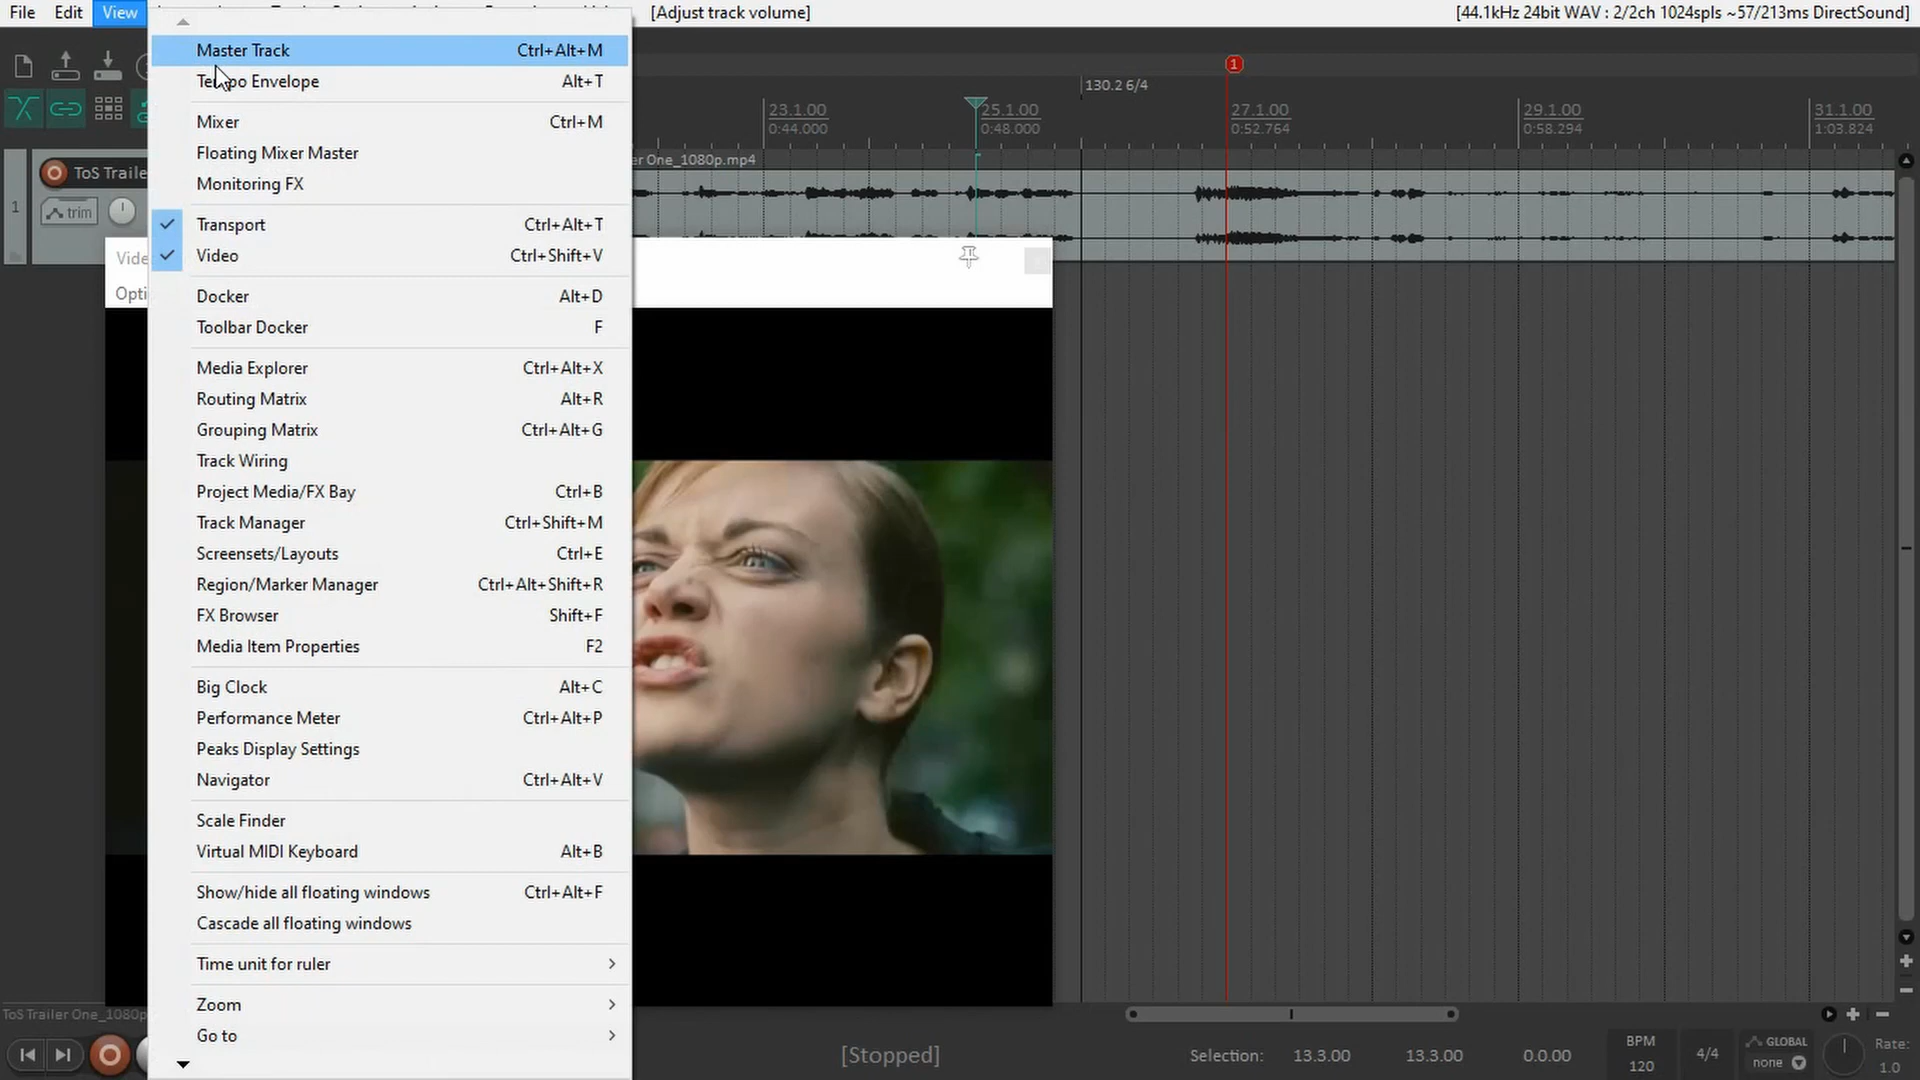 File Edit View [Adjust track volume] [44.1kHz 24bit WAV : 2/2ch 1024spls ~57/213ms DirectSound]
Master Track Ctrl+Alt+M
Tempo Envelope Alt+T
Mixer Ctrl+M
Floating Mixer Master
Monitoring FX
Transport Ctrl+Alt+T
Video Ctrl+Shift+V
Docker Alt+D
Toolbar Docker F
Media Explorer Ctrl+Alt+X
Routing Matrix Alt+R
Grouping Matrix Ctrl+Alt+G
Track Wiring
Project Media/FX Bay Ctrl+B
Track Manager Ctrl+Shift+M
Screensets/Layouts Ctrl+E
Region/Marker Manager Ctrl+Alt+Shift+R
FX Browser Shift+F
Media Item Properties F2
Big Clock Alt+C
Performance Meter Ctrl+Alt+P
Peaks Display Settings
Navigator Ctrl+Alt+V
Scale Finder
Virtual MIDI Keyboard Alt+B
Show/hide all floating windows Ctrl+Alt+F
Cascade all floating windows
Time unit for ruler
Zoom
Go to
1
130.2 6/4
23.1.00 25.1.00 27.1.00 29.1.00 31.1.00
0:44.000 0:48.000 0:52.764 0:58.294 1:03.824
er One_1080p.mp4
ToS Traile
1
trim
Vide
Opti
ToS Trailer One_1080p
[Stopped]
Selection: 13.3.00 13.3.00 0.0.00
BPM
120
4/4
GLOBAL
none
Rate:
1.0